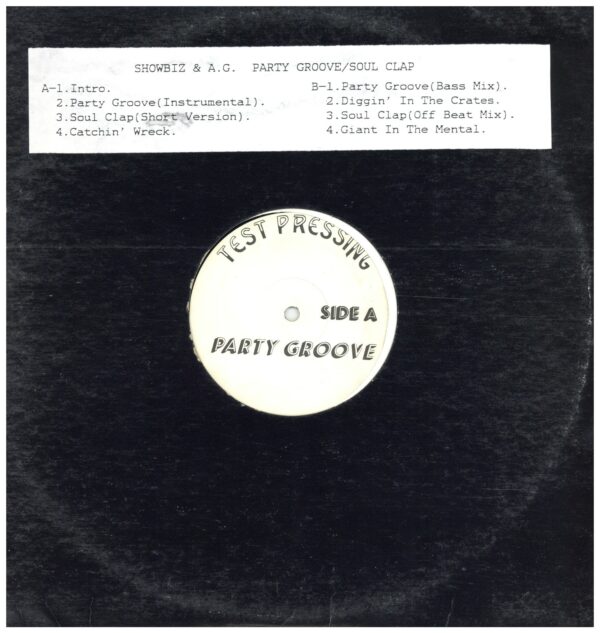 SHOWBIZ & A.G. PARTY GROOVE/SOUL CLAP
A-1.Intro.
2.Party Groove(Instrumental).
3.Soul Clap(Short Version).
4.Catchin' Wreck.
B-1.Party Groove(Bass Mix).
2.Diggin' In The Crates.
3.Soul Clap(Off Beat Mix).
4.Giant In The Mental.
TEST PRESSING
SIDE A
PARTY GROOVE